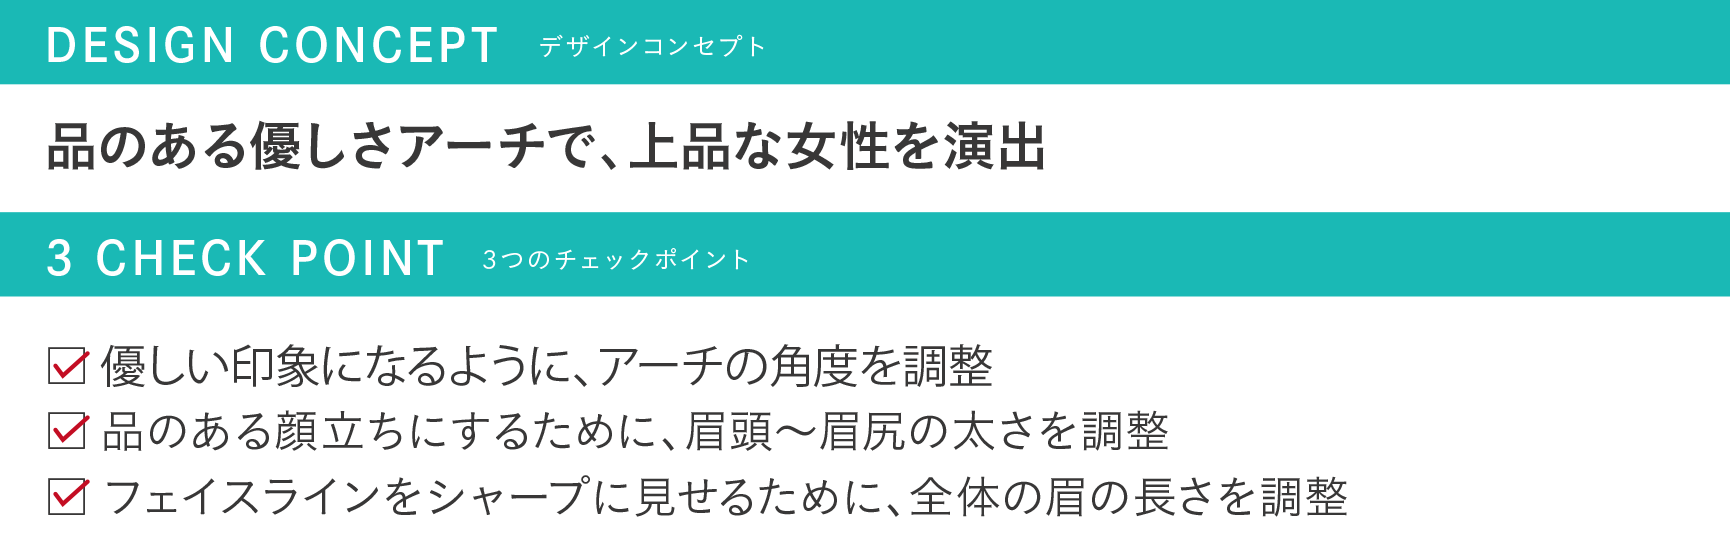 DESIGN CONCEPT デザインコンセプト
品のある優しさアーチで、上品な女性を演出
3 CHECK POINT 3つのチェックポイント
優しい印象になるように、アーチの角度を調整
品のある顔立ちにするために、眉頭〜眉尻の太さを調整
フェイスラインをシャープに見せるために、全体の眉の長さを調整